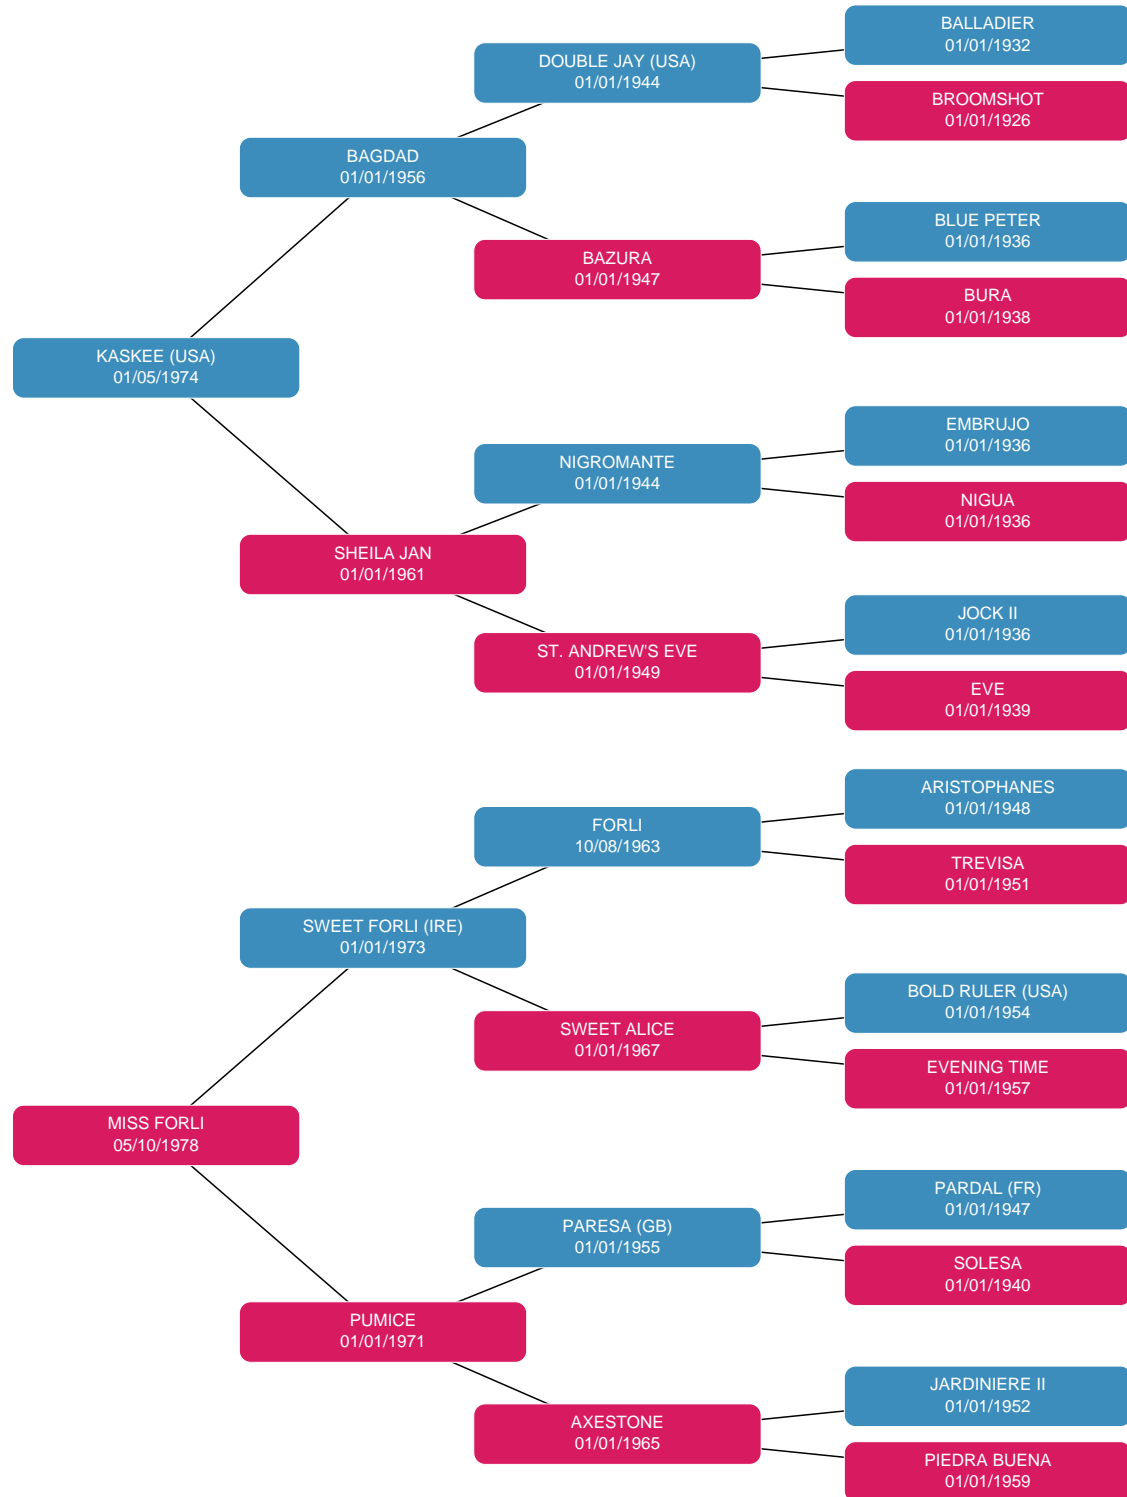 BALLADIER
01/01/1932
DOUBLE JAY (USA)
01/01/1944
BROOMSHOT
01/01/1926
BAGDAD
01/01/1956
BLUE PETER
01/01/1936
BAZURA
01/01/1947
BURA
01/01/1938
KASKEE (USA)
01/05/1974
EMBRUJO
01/01/1936
NIGROMANTE
01/01/1944
NIGUA
01/01/1936
SHEILA JAN
01/01/1961
JOCK II
01/01/1936
ST. ANDREW'S EVE
01/01/1949
EVE
01/01/1939
ARISTOPHANES
01/01/1948
FORLI
10/08/1963
TREVISA
01/01/1951
SWEET FORLI (IRE)
01/01/1973
BOLD RULER (USA)
01/01/1954
SWEET ALICE
01/01/1967
EVENING TIME
01/01/1957
MISS FORLI
05/10/1978
PARDAL (FR)
01/01/1947
PARESA (GB)
01/01/1955
SOLESA
01/01/1940
PUMICE
01/01/1971
JARDINIERE II
01/01/1952
AXESTONE
01/01/1965
PIEDRA BUENA
01/01/1959